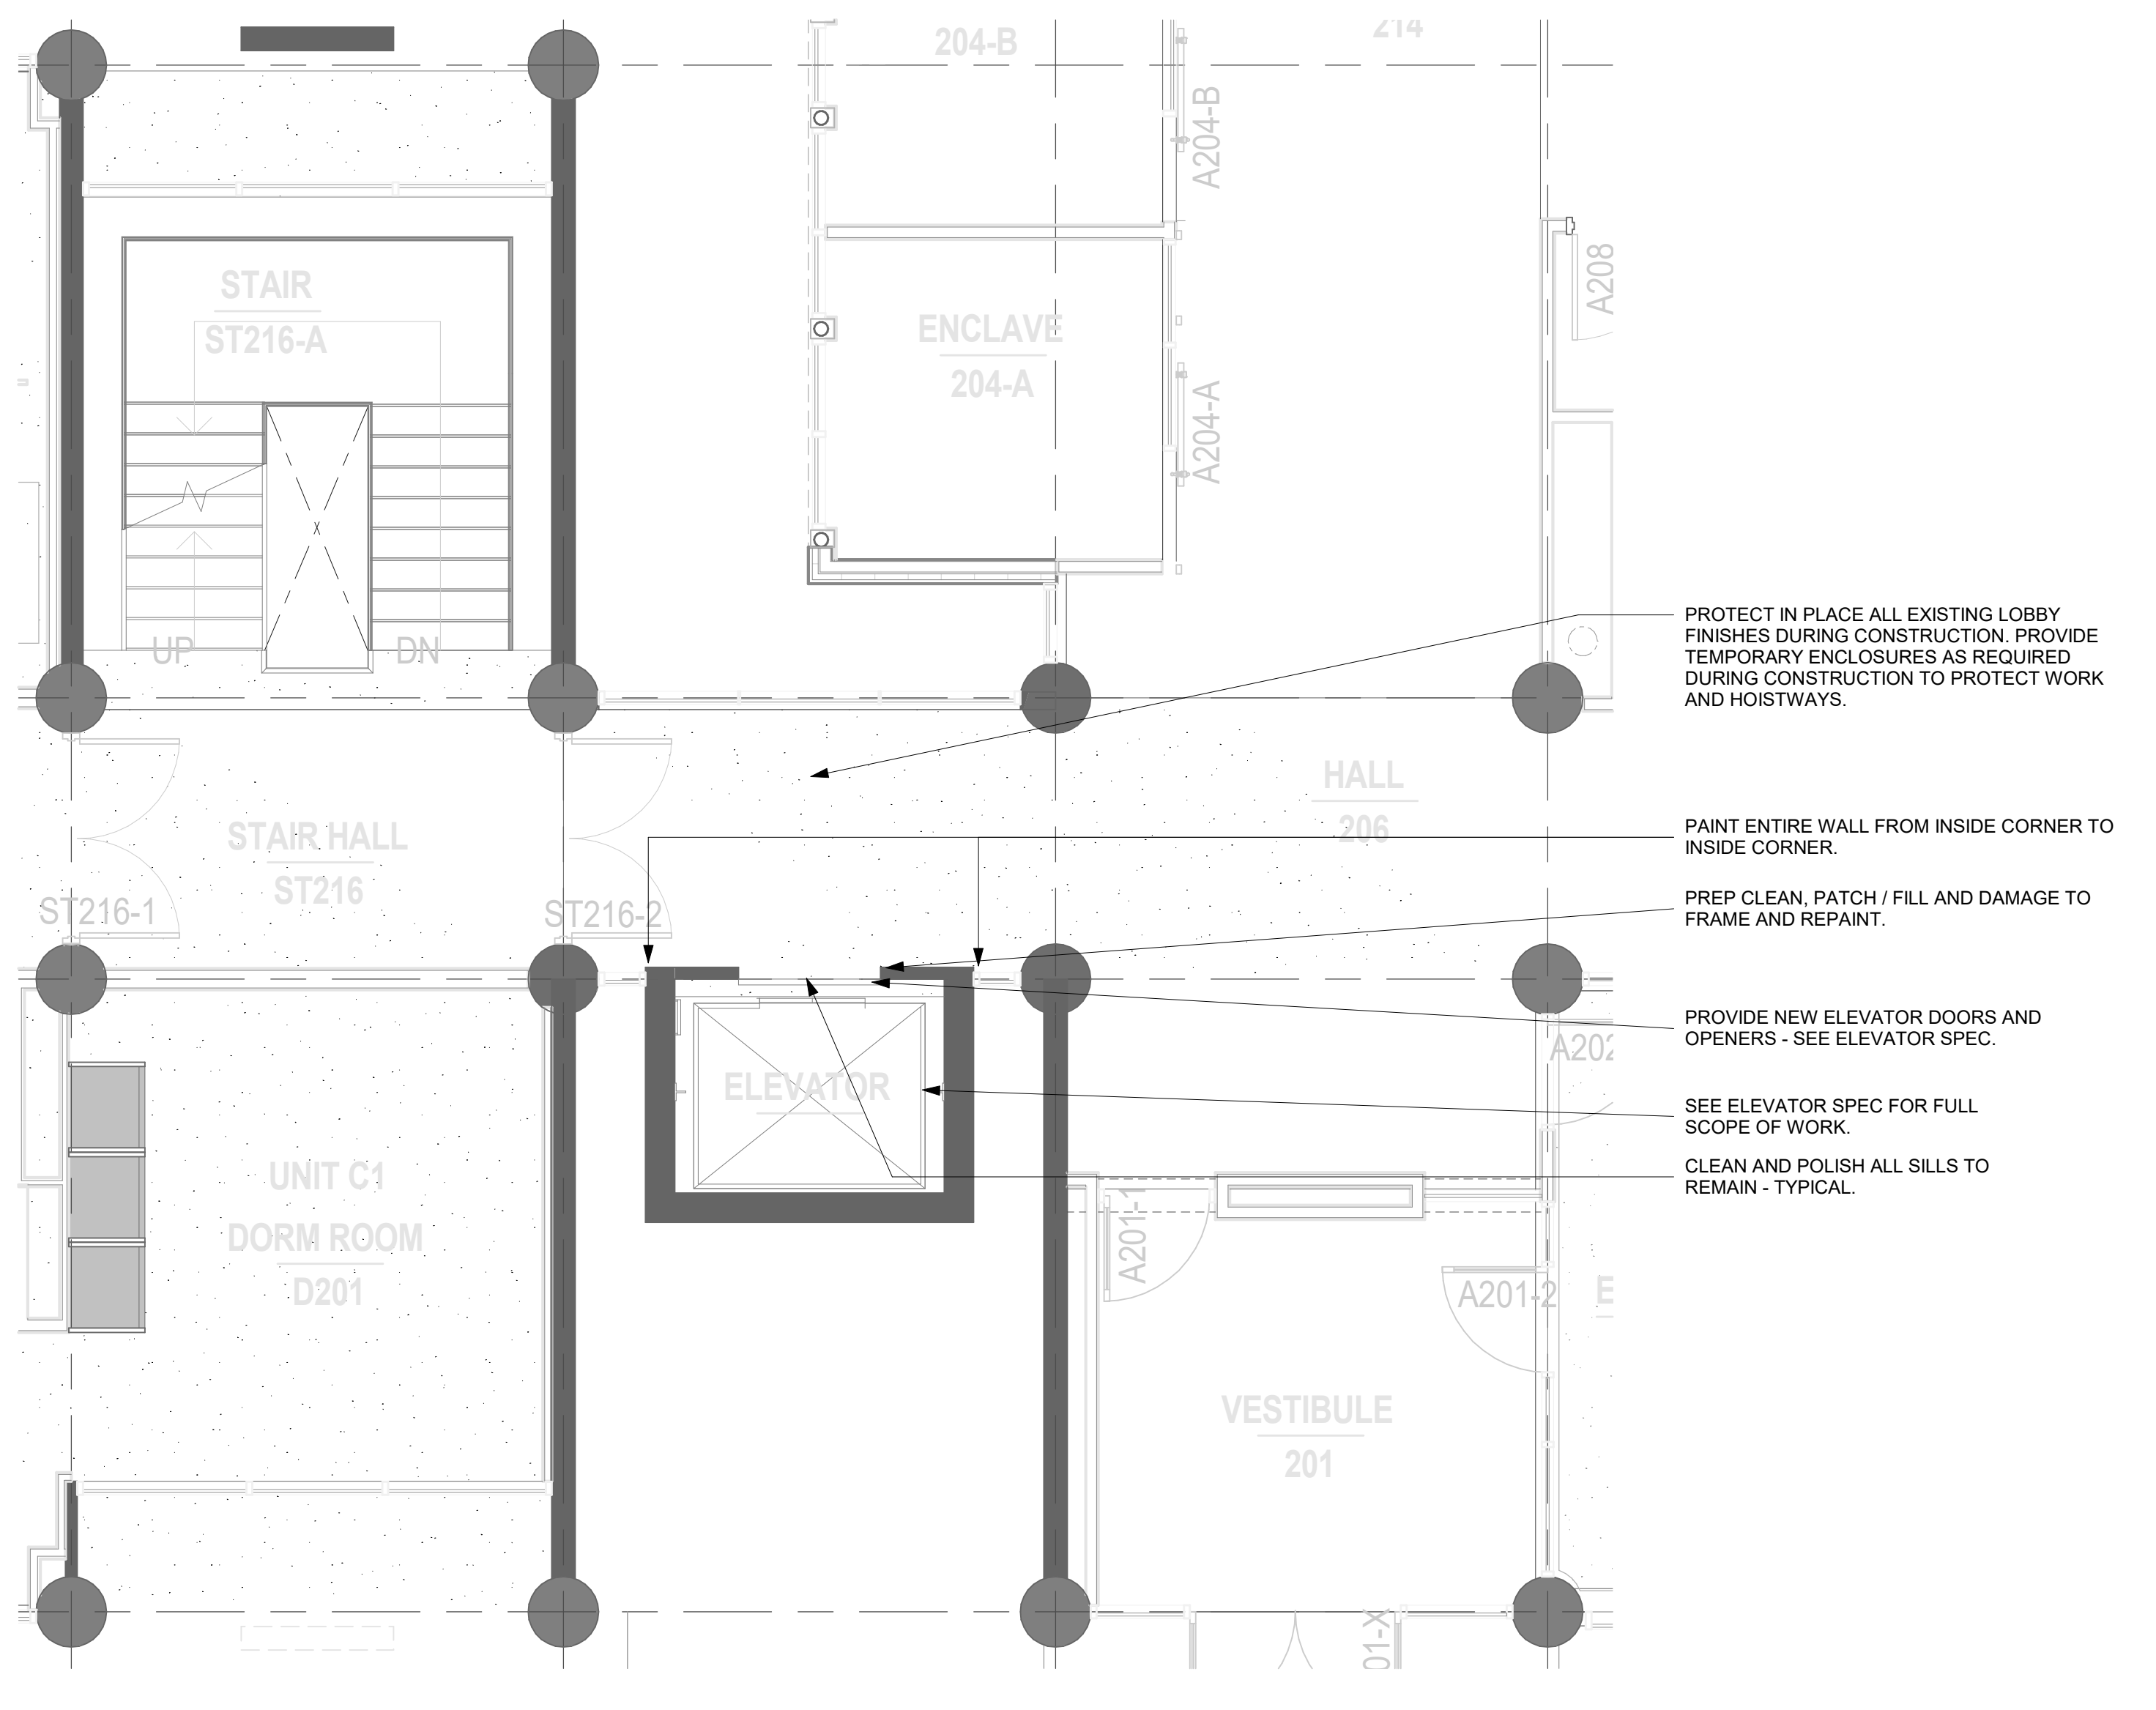 204-B
214
A204-B
STAIR
ST216-A
ENCLAVE
204-A
A204-A
A208
UP
DN
PROTECT IN PLACE ALL EXISTING LOBBY
FINISHES DURING CONSTRUCTION. PROVIDE
TEMPORARY ENCLOSURES AS REQUIRED
DURING CONSTRUCTION TO PROTECT WORK
AND HOISTWAYS.
HALL
206
STAIR HALL
ST216
ST216-1
ST216-2
PAINT ENTIRE WALL FROM INSIDE CORNER TO
INSIDE CORNER.
PREP CLEAN, PATCH / FILL AND DAMAGE TO
FRAME AND REPAINT.
PROVIDE NEW ELEVATOR DOORS AND
OPENERS - SEE ELEVATOR SPEC.
A202
ELEVATOR
SEE ELEVATOR SPEC FOR FULL
SCOPE OF WORK.
CLEAN AND POLISH ALL SILLS TO
REMAIN - TYPICAL.
UNIT C1
DORM ROOM
D201
A201-1
A201-2
E
VESTIBULE
201
01-X